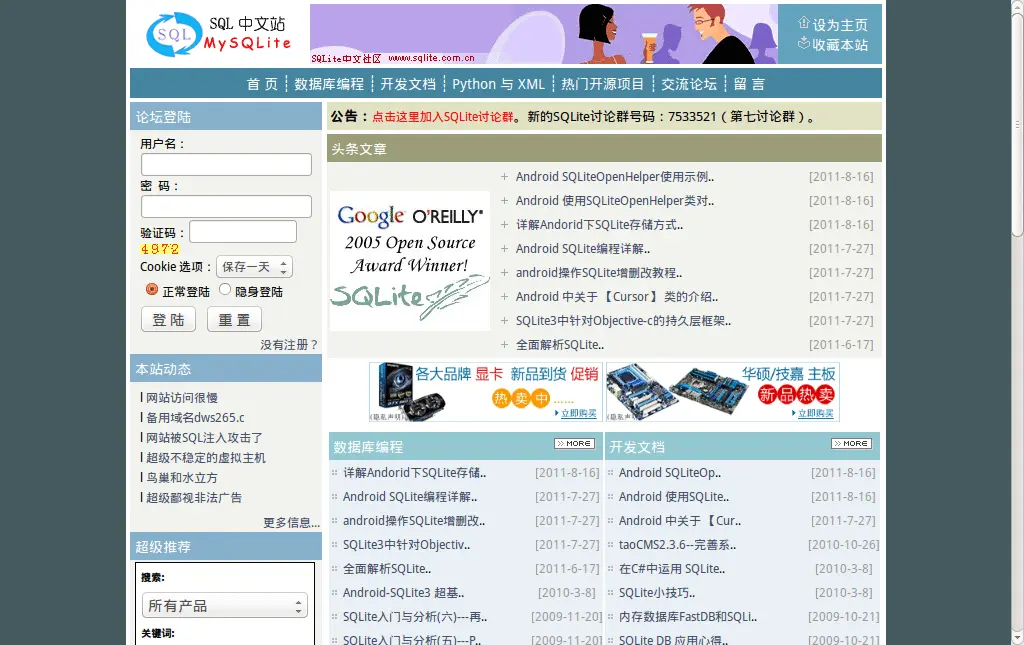 SQL 中文站
SQL
MySQLite
SQLite中文社区 www.sqlite.com.cn
设为主页
收藏本站
首 页 数据库编程 开发文档 Python 与 XML 热门开源项目 交流论坛 留 言
论坛登陆
用户名：
密 码：
验证码：
4972
Cookie 选项： 保存一天
正常登陆 隐身登陆
登 陆 重 置
没有注册？
本站动态
网站访问很慢
备用域名dws265.c
网站被SQL注入攻击了
超级不稳定的虚拟主机
鸟巢和水立方
超级鄙视非法广告
更多信息...
超级推荐
搜索:
所有产品
关键词:
公告：点击这里加入SQLite讨论群。新的SQLite讨论群号码：7533521（第七讨论群）。
头条文章
Google O'REILLY
2005 Open Source
Award Winner!
SQLite
Android SQLiteOpenHelper使用示例.. [2011-8-16]
Android 使用SQLiteOpenHelper类对.. [2011-8-16]
详解Andorid下SQLite存储方式.. [2011-8-16]
Android SQLite编程详解.. [2011-7-27]
android操作SQLite增删改教程.. [2011-7-27]
Android 中关于【Cursor】类的介绍.. [2011-7-27]
SQLite3中针对Objective-c的持久层框架.. [2011-7-27]
全面解析SQLite.. [2011-6-17]
各大品牌 显卡 新品到货 促销
热卖中......
立即购买
(隐私声明)
华硕/技嘉 主板
新品热卖
立即购买
(隐私声明)
数据库编程 >> MORE
详解Andorid下SQLite存储.. [2011-8-16]
Android SQLite编程详解.. [2011-7-27]
android操作SQLite增删改.. [2011-7-27]
SQLite3中针对Objectiv.. [2011-7-27]
全面解析SQLite.. [2011-6-17]
Android-SQLite3 超基.. [2010-3-8]
SQLite入门与分析(六)---再.. [2009-11-20]
SQLite入门与分析(五)---P.. [2009-11-20]
开发文档 >> MORE
Android SQLiteOp.. [2011-8-16]
Android 使用SQLite.. [2011-8-16]
Android 中关于【Cur.. [2011-7-27]
taoCMS2.3.6--完善系.. [2010-10-26]
在C#中运用 SQLite.. [2010-3-8]
SQLite小技巧.. [2010-3-8]
内存数据库FastDB和SQLi.. [2009-10-21]
SQLite DB 应用心得.. [2009-10-21]